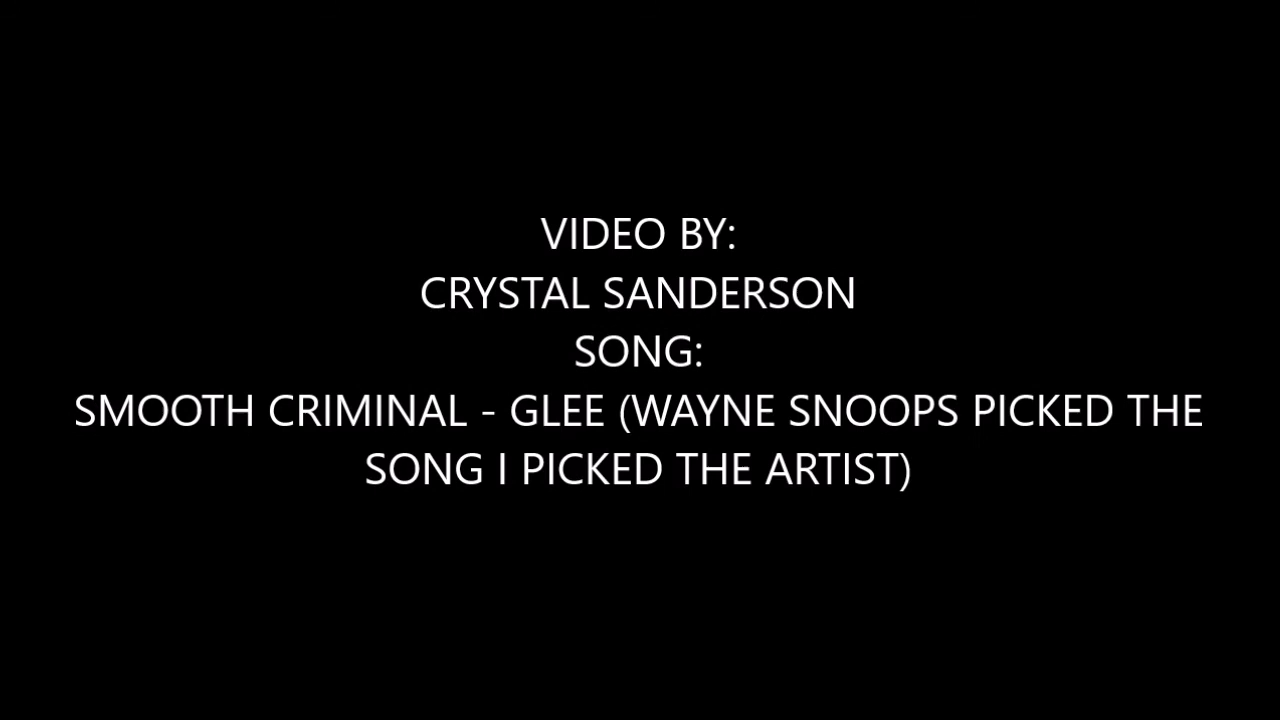 VIDEO BY:
CRYSTAL SANDERSON
SONG:
SMOOTH CRIMINAL - GLEE (WAYNE SNOOPS PICKED THE
SONG I PICKED THE ARTIST)